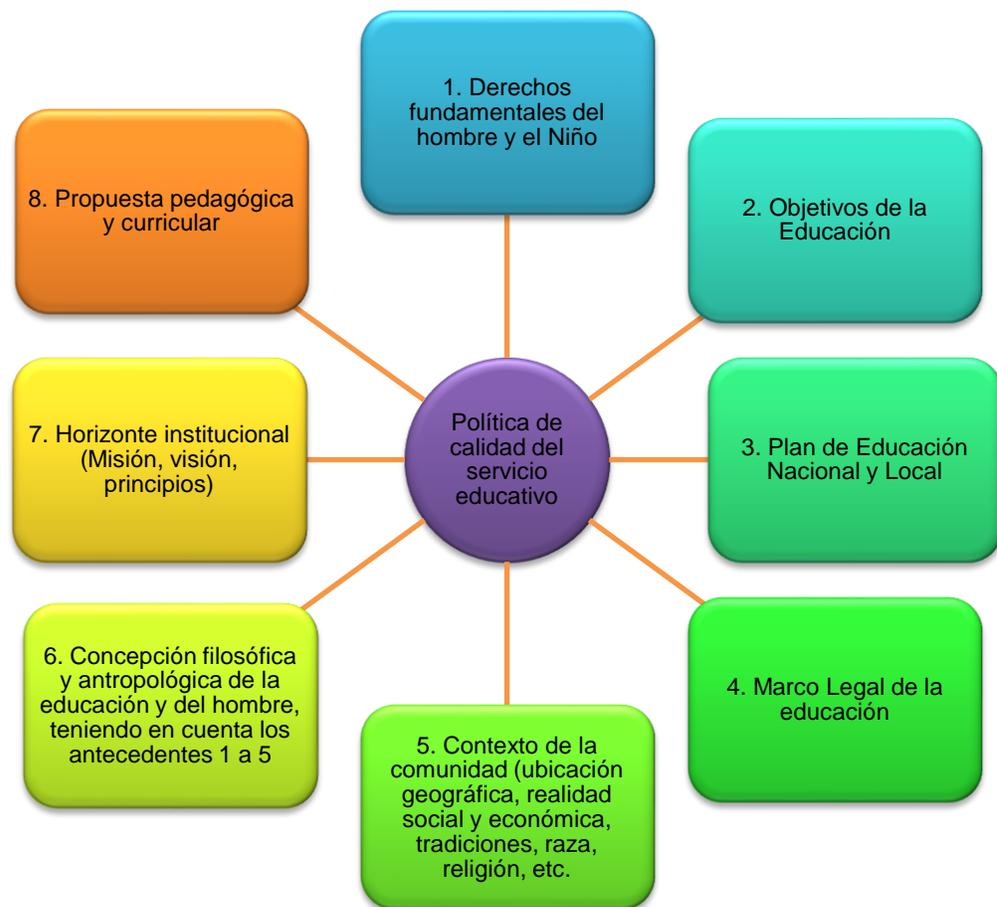 1. Derechos
fundamentales del
hombre y el Niño
2. Objetivos de la
Educación
3. Plan de Educación
Nacional y Local
4. Marco Legal de la
educación
5. Contexto de la
comunidad (ubicación
geográfica, realidad
social y económica,
tradiciones, raza,
religión, etc.
6. Concepción filosófica
y antropológica de la
educación y del hombre,
teniendo en cuenta los
antecedentes 1 a 5
7. Horizonte institucional
(Misión, visión,
principios)
8. Propuesta pedagógica
y curricular
Política de
calidad del
servicio
educativo